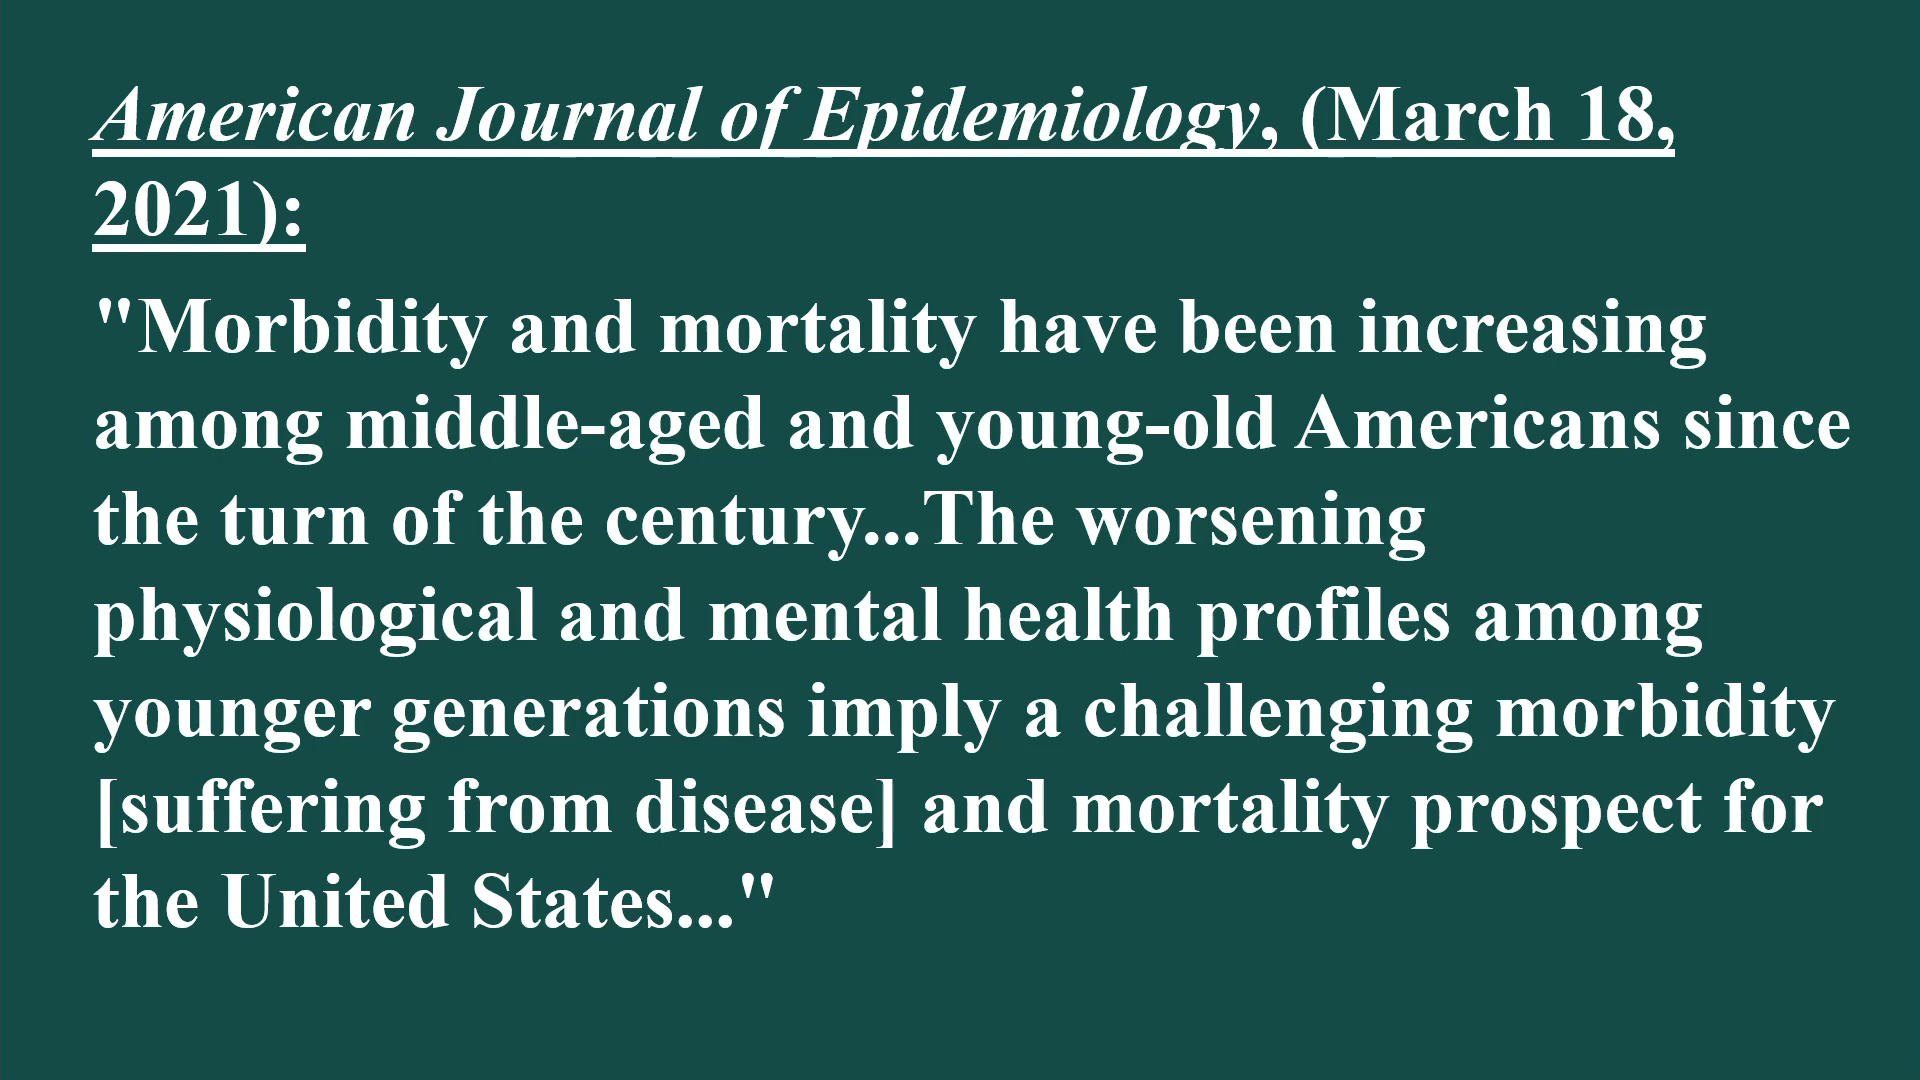 American Journal of Epidemiology, (March 18,
2021):
"Morbidity and mortality have been increasing
among middle-aged and young-old Americans since
the turn of the century...The worsening
physiological and mental health profiles among
younger generations imply a challenging morbidity
[suffering from disease] and mortality prospect for
the United States..."